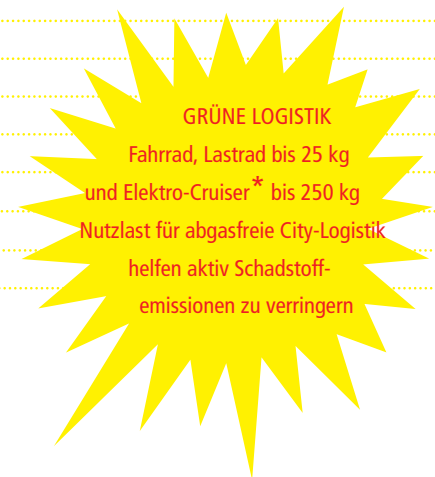 GRÜNE LOGISTIK
Fahrrad, Lastrad bis 25 kg
und Elektro-Cruiser* bis 250 kg
Nutzlast für abgasfreie City-Logistik
helfen aktiv Schadstoff-
emissionen zu verringern